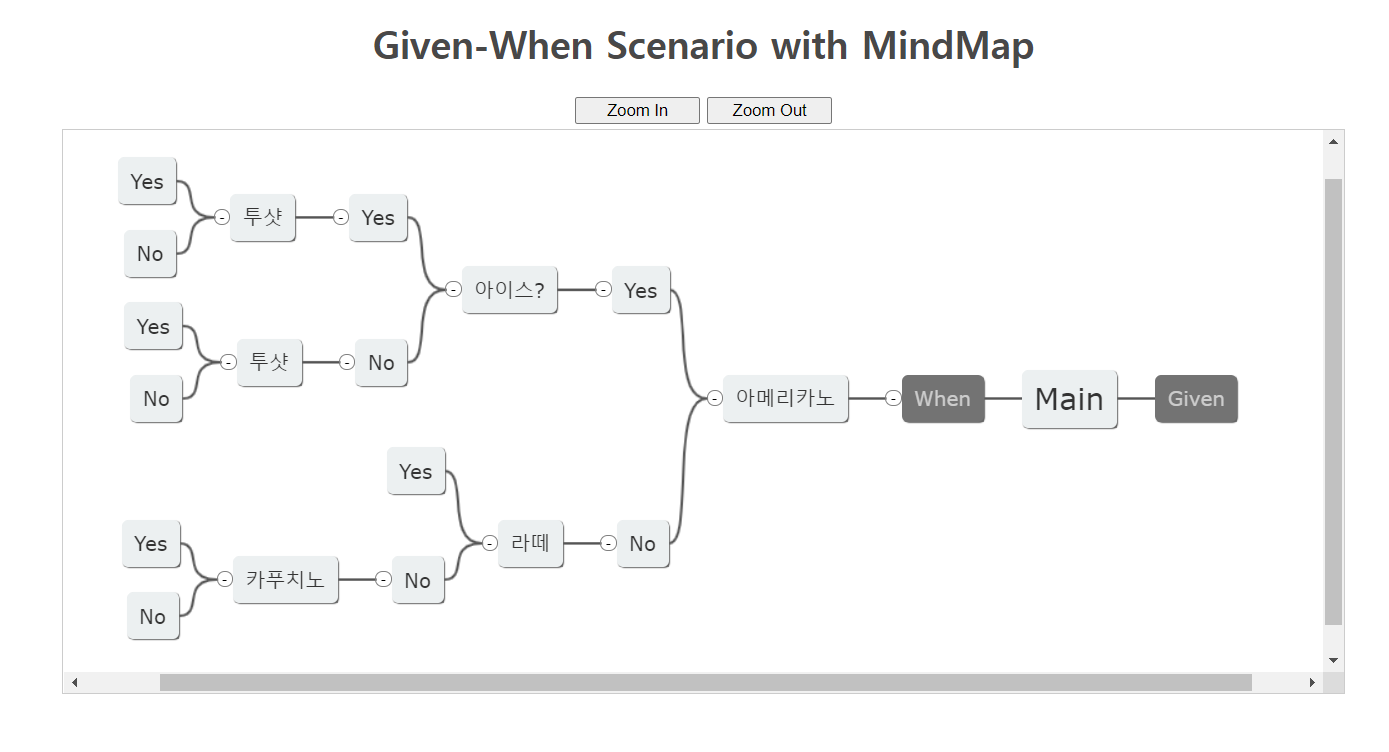 Given-When Scenario with MindMap
Zoom In
Zoom Out
Yes
투샷
Yes
No
아이스?
Yes
Yes
투샷
No
No
아메리카노
When
Main
Given
Yes
Yes
라떼
No
카푸치노
No
No